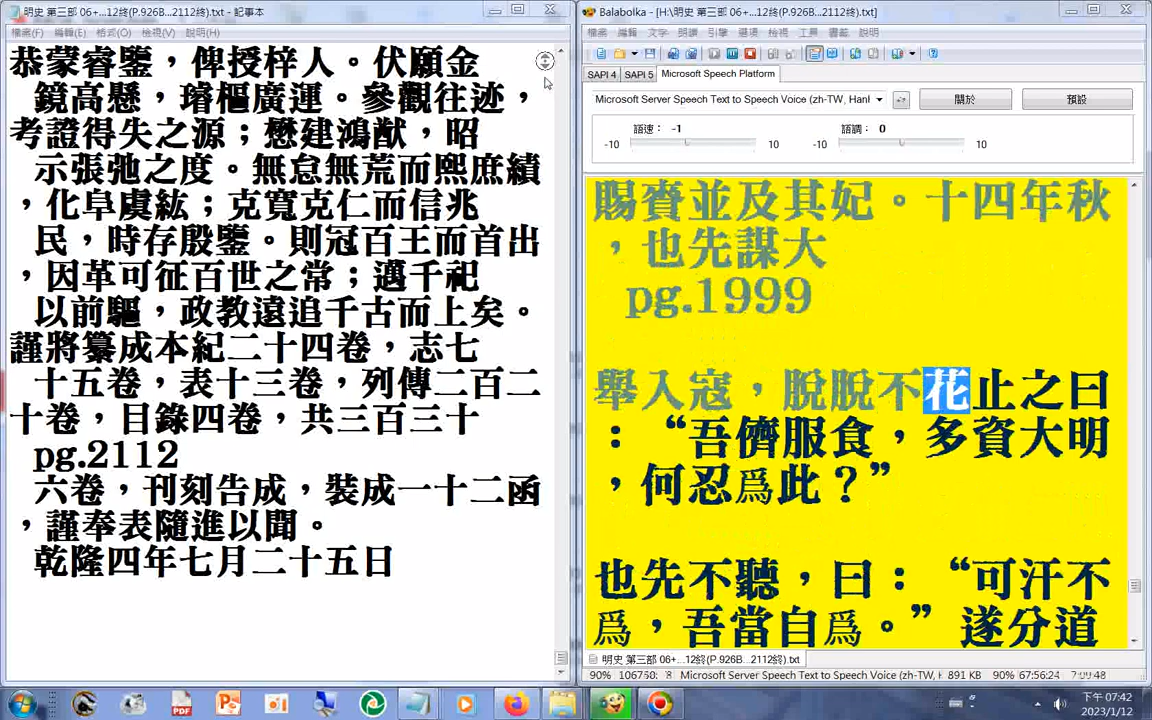 明史 第三部 06+...12终(P.926B...2112终).txt - 記事本
檔案(F) 編輯(E) 格式(O) 檢視(V) 說明(H)
恭蒙睿鑒，俾授梓人。伏願金
鏡高懸，璿樞廣運。參觀往迹，
考證得失之源；懋建鴻猷，昭
示張弛之度。無怠無荒而熙庶績
，化阜虞紘；克寬克仁而信兆
民，時存殷鑒。則冠百王而首出
，因革可征百世之常；邁千祀
以前驅，政教遠追千古而上矣。
謹將纂成本紀二十四卷，志七
十五卷，表十三卷，列傳二百二
十卷，目錄四卷，共三百三十
pg.2112
六卷，刊刻告成，裝成一十二函
，謹奉表隨進以聞。
乾隆四年七月二十五日
Balabolka - [H:\明史 第三部 06+...12终(P.926B...2112终).txt]
檔案 編輯 文字 朗讀 引擎 選項 檢視 工具 書籤 說明
SAPI 4 SAPI 5 Microsoft Speech Platform
Microsoft Server Speech Text to Speech Voice (zh-TW, Hanl
關於 預設
語速： -1 語調： 0
-10 10 -10 10
賜賚並及其妃。十四年秋
，也先謀大
pg.1999
舉入寇，脫脫不花止之曰
：“吾儕服食，多資大明
，何忍爲此？”
也先不聽，曰：“可汗不
爲，吾當自爲。”遂分道
明史 第三部 06+...12終(P.926B...2112終).txt
90% Microsoft Server Speech Text to Speech Voice (zh-TW, 891 KB 90% 67:56:24
下午 07:42
2023/1/12